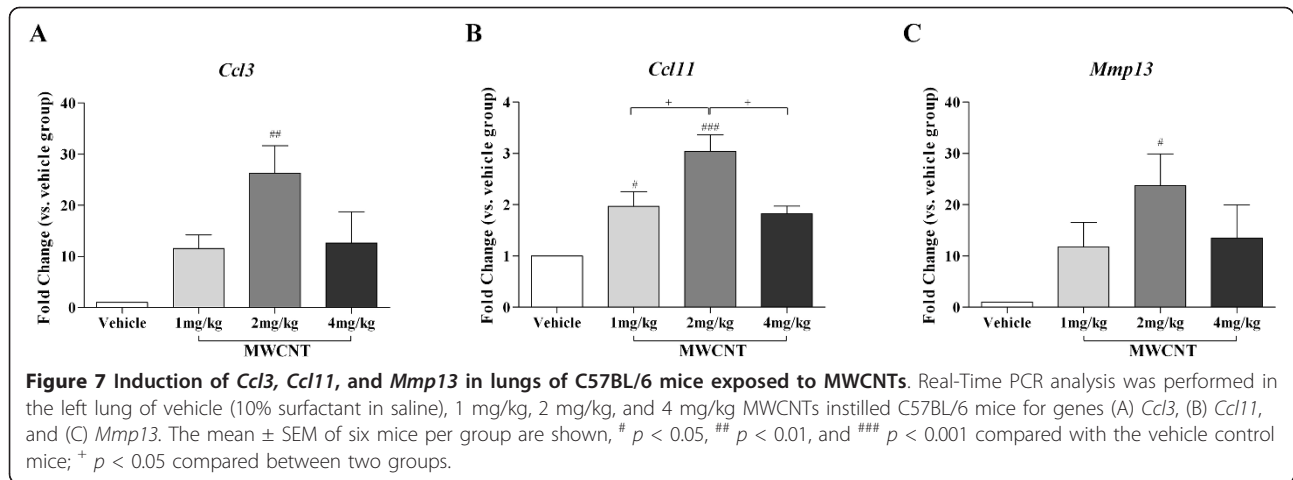 A
Ccl3
Fold Change (vs. vehicle group)
40
30
20
10
0
##
Vehicle
1mg/kg
2mg/kg
4mg/kg
MWCNT
B
Ccl11
Fold Change (vs. vehicle group)
4
3
2
1
0
+
+
#
###
Vehicle
1mg/kg
2mg/kg
4mg/kg
MWCNT
C
Mmp13
Fold Change (vs. vehicle group)
40
30
20
10
0
#
Vehicle
1mg/kg
2mg/kg
4mg/kg
MWCNT
Figure 7 Induction of Ccl3, Ccl11, and Mmp13 in lungs of C57BL/6 mice exposed to MWCNTs. Real-Time PCR analysis was performed in
the left lung of vehicle (10% surfactant in saline), 1 mg/kg, 2 mg/kg, and 4 mg/kg MWCNTs instilled C57BL/6 mice for genes (A) Ccl3, (B) Ccl11,
and (C) Mmp13. The mean ± SEM of six mice per group are shown, # p < 0.05, ## p < 0.01, and ### p < 0.001 compared with the vehicle control
mice; + p < 0.05 compared between two groups.